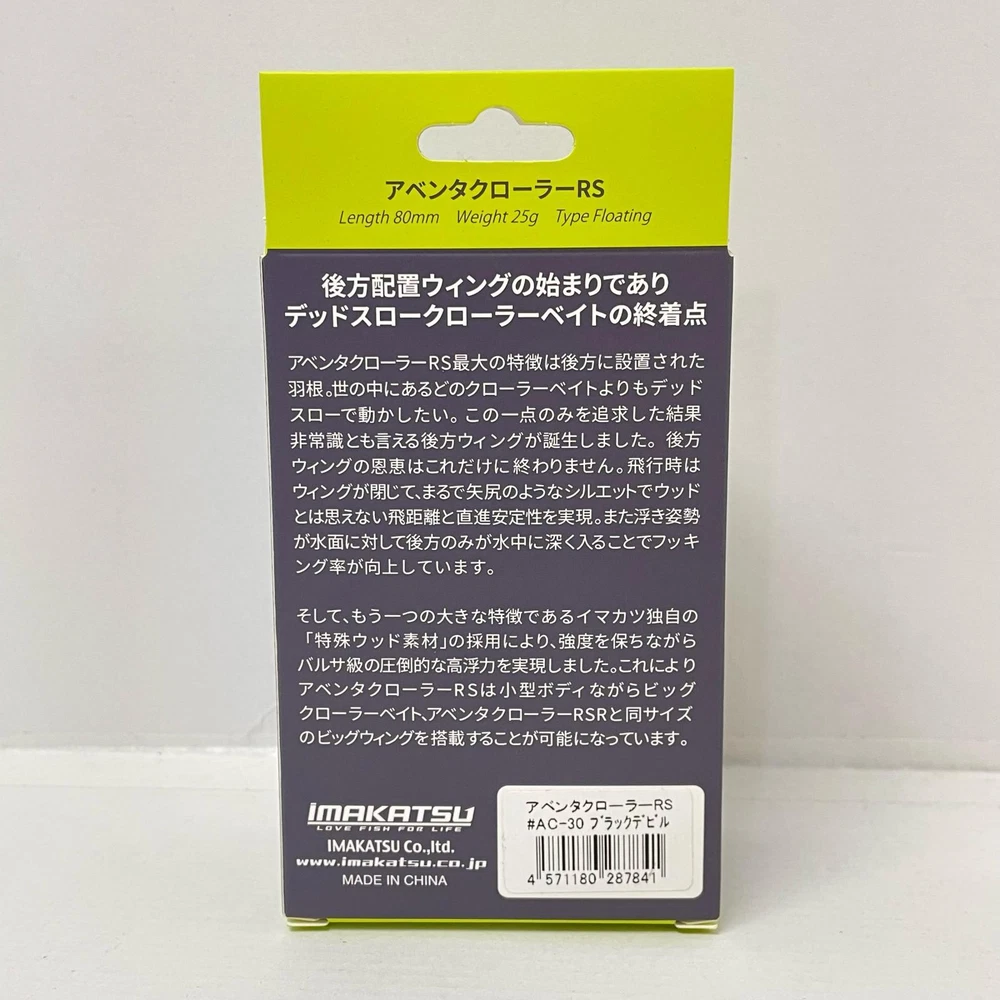 アベンタクローラーRS
Length 80mm Weight 25g Type Floating
後方配置ウィングの始まりであり
デッドスロークローラーベイトの終着点
アベンタクローラーRS最大の特徴は後方に設置された
羽根。世の中にあるどのクローラーベイトよりもデッド
スローで動かしたい。この一点のみを追求した結果
非常識とも言える後方ウィングが誕生しました。後方
ウィングの恩恵はこれだけに終わりません。飛行時は
ウィングが閉じて、まるで矢尻のようなシルエットでウッド
とは思えない飛距離と直進安定性を実現。また浮き姿勢
が水面に対して後方のみが水中に深く入ることでフッキ
ング率が向上しています。
そして、もう一つの大きな特徴であるイマカツ独自の
「特殊ウッド素材」の採用により、強度を保ちながら
バルサ級の圧倒的な高浮力を実現しました。これにより
アベンタクローラーRSは小型ボディながらビッグ
クローラーベイト、アベンタクローラーRSRと同サイズ
のビッグウィングを搭載することが可能になっています。
imakatsu
LOVE FISH FOR LIFE
IMAKATSU Co.,ltd.
www.imakatsu.co.jp
MADE IN CHINA
アベンタクローラーRS
#AC-30 ブラックデビル
4 571180 287841